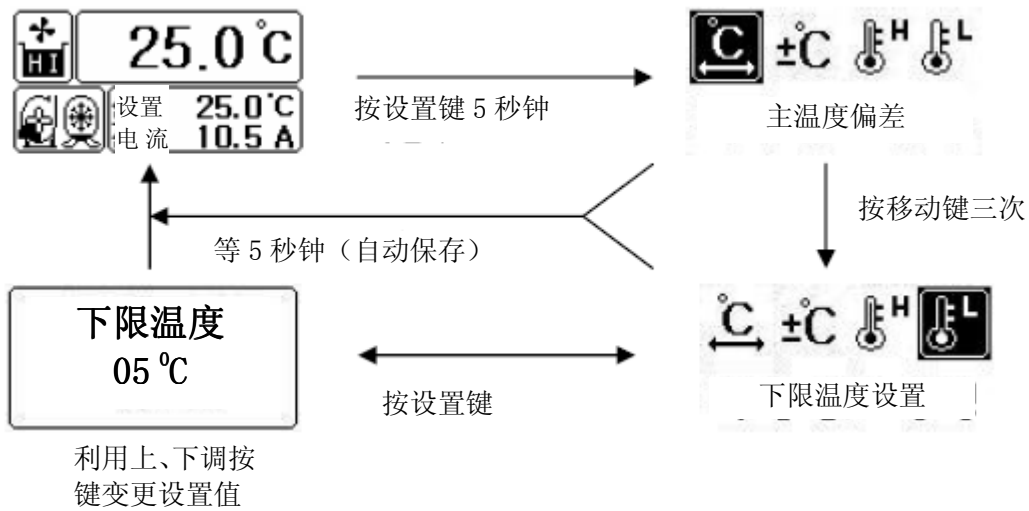 HI
25.0℃
设置 25.0℃
电流 10.5 A
按设置键 5 秒钟
℃ ±℃ H L
主温度偏差
按移动键三次
等 5 秒钟（自动保存）
下限温度
05 ℃
按设置键
℃ ±℃ H L
下限温度设置
利用上、下调按
键变更设置值